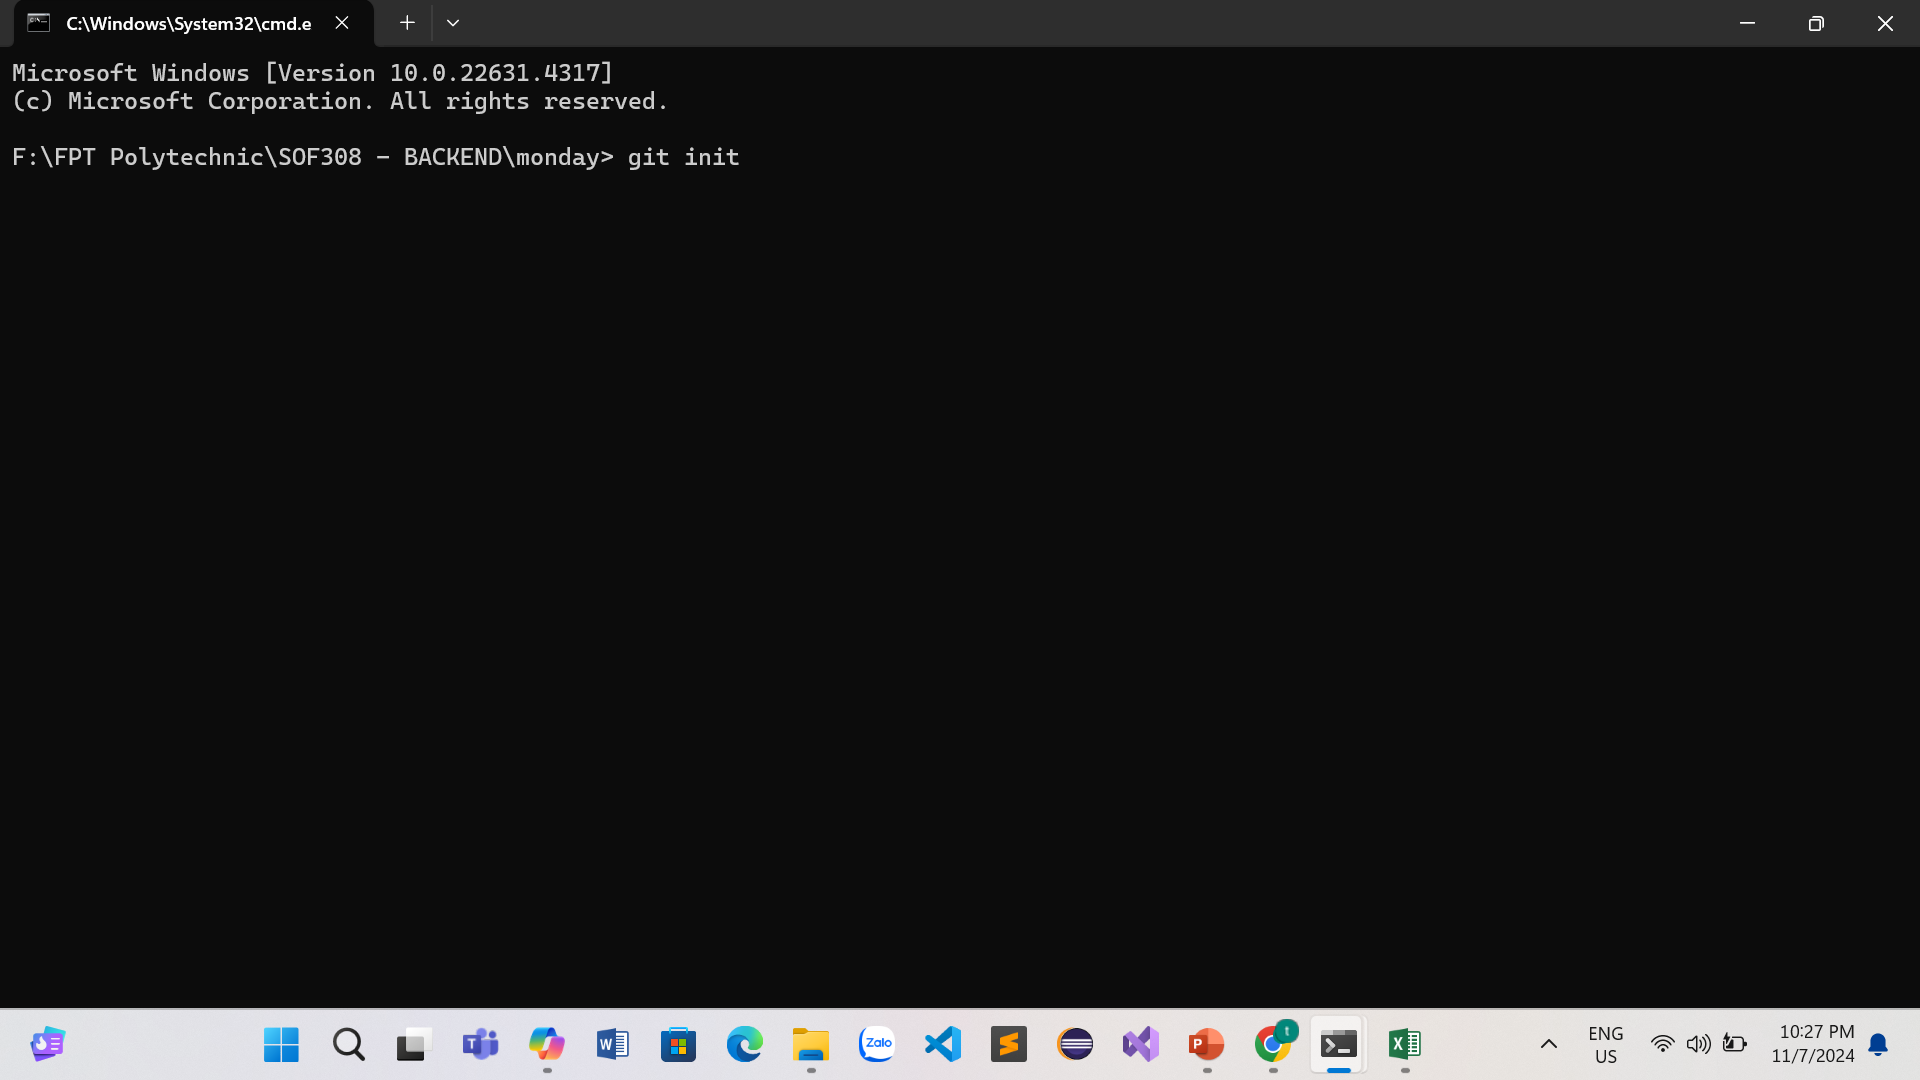 C:\Windows\System32\cmd.e
Microsoft Windows [Version 10.0.22631.4317]
(c) Microsoft Corporation. All rights reserved.
F:\FPT Polytechnic\SOF308 - BACKEND\monday> git init
Zalo
t
ENG
US
10:27 PM
11/7/2024